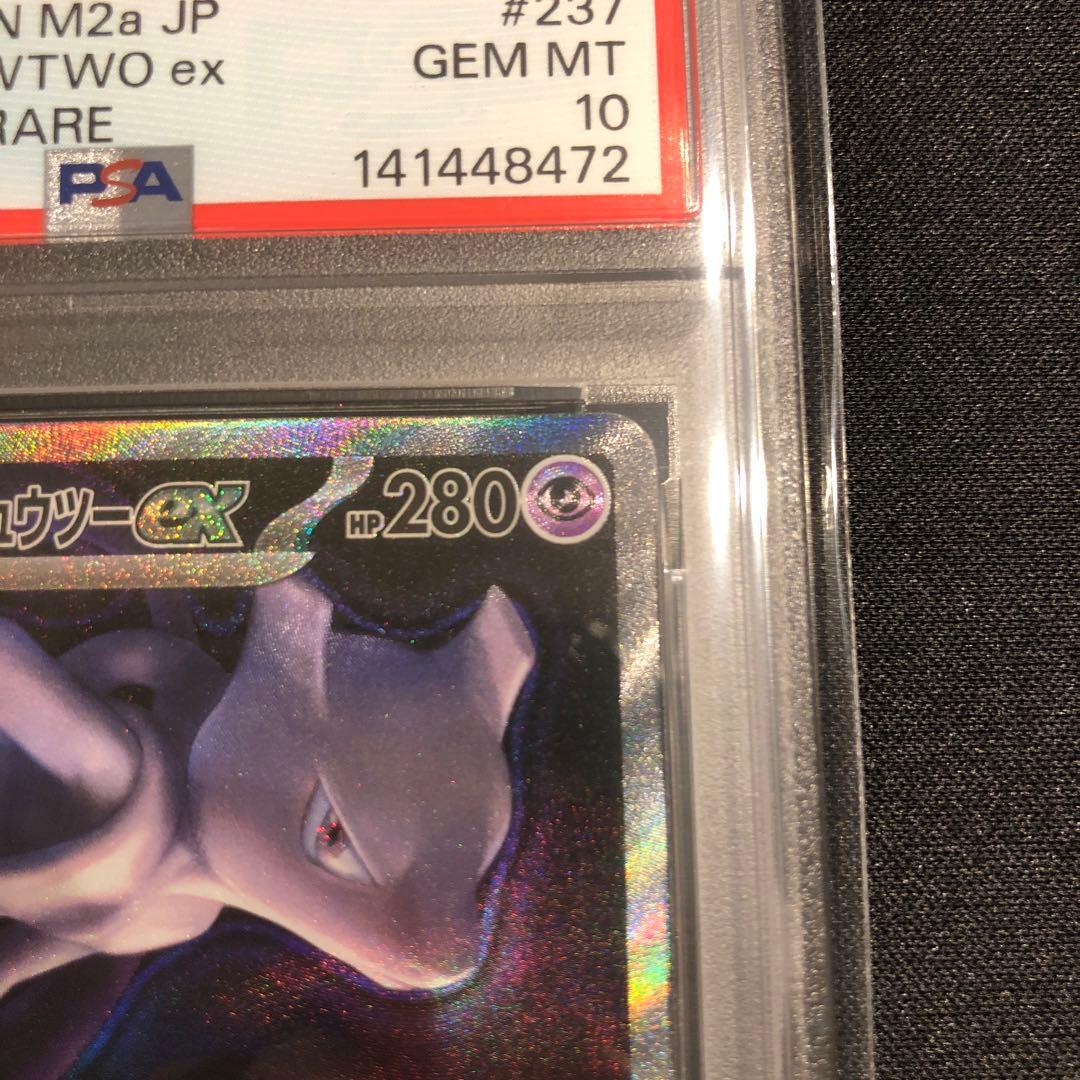 N M2a JP #237
WTWO ex GEM MT
RARE 10
PSA 141448472
ュウツーex HP280